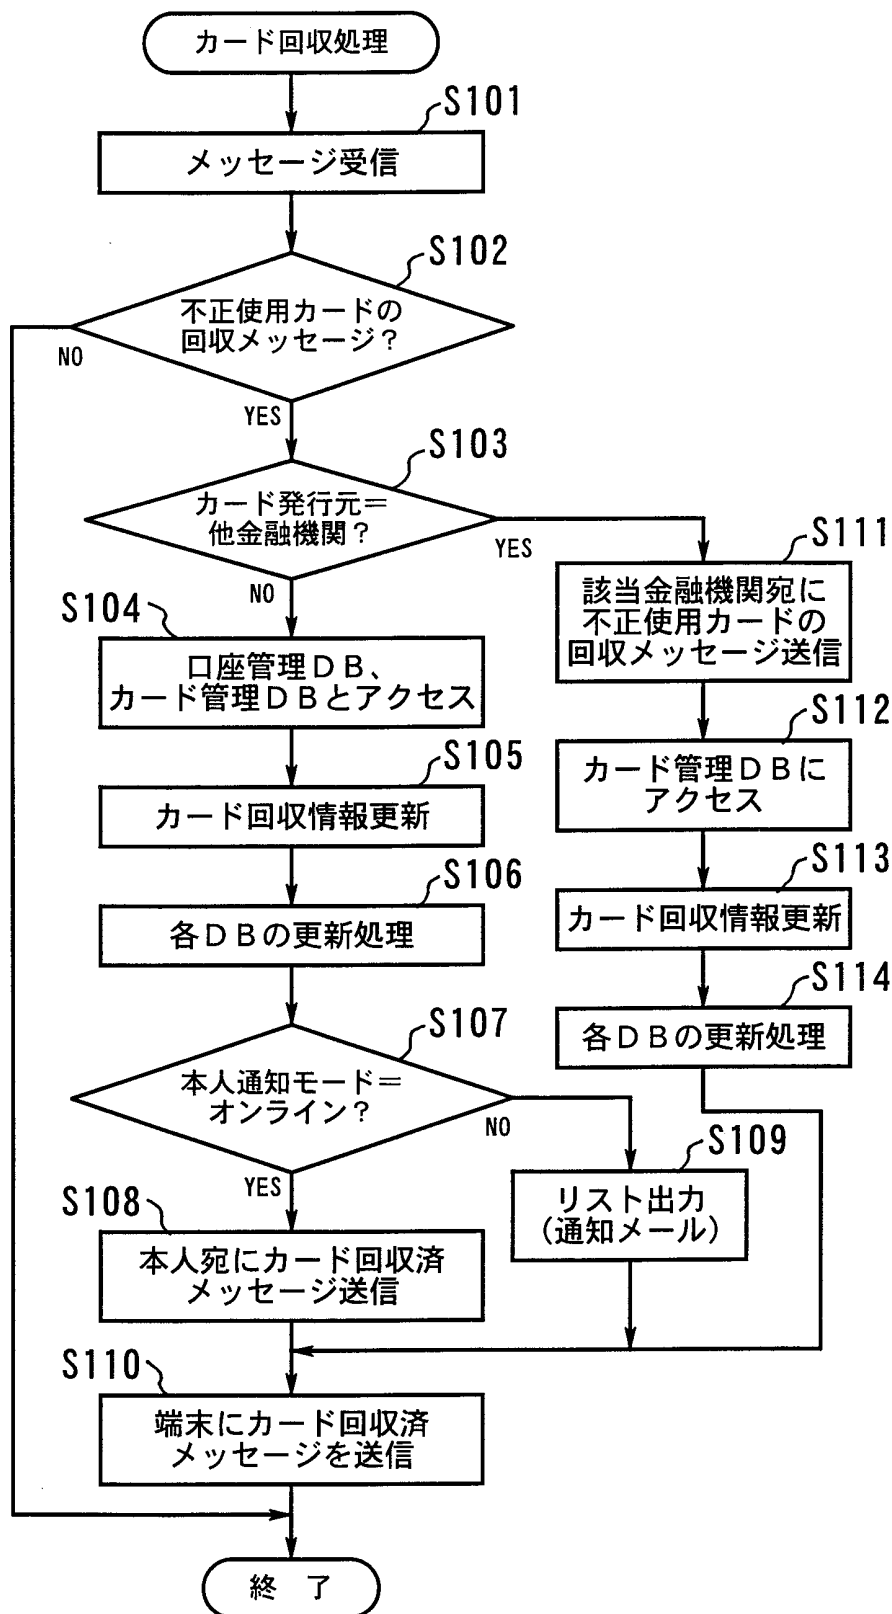 カード回収処理
S101
メッセージ受信
S102
不正使用カードの
回収メッセージ？
NO
YES
S103
カード発行元＝
他金融機関？
YES
NO
S104
口座管理ＤＢ、
カード管理ＤＢとアクセス
S105
カード回収情報更新
S106
各ＤＢの更新処理
S107
本人通知モード＝
オンライン？
NO
YES
S108
本人宛にカード回収済
メッセージ送信
S109
リスト出力
（通知メール）
S110
端末にカード回収済
メッセージを送信
S111
該当金融機関宛に
不正使用カードの
回収メッセージ送信
S112
カード管理ＤＢに
アクセス
S113
カード回収情報更新
S114
各ＤＢの更新処理
終 了